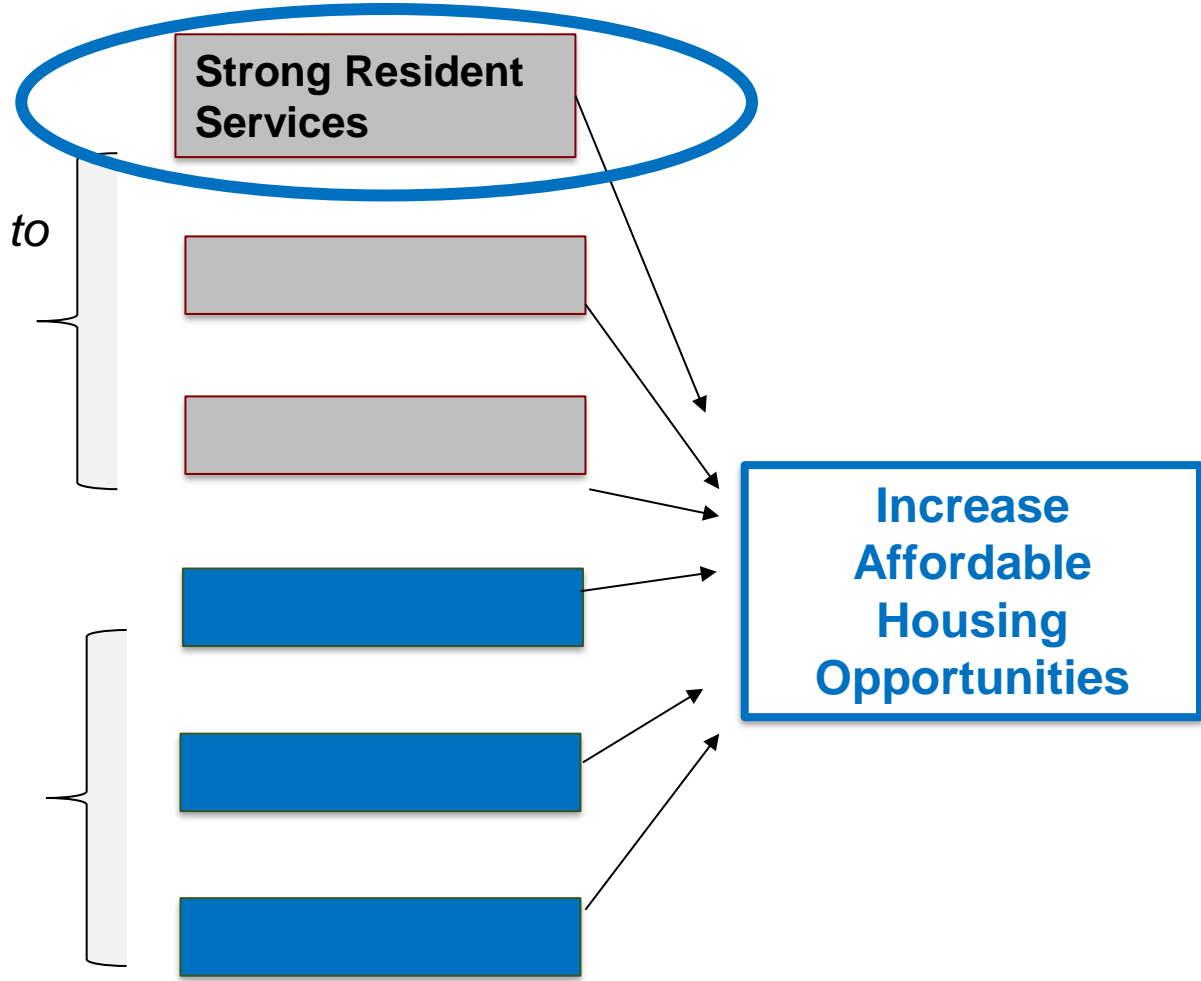 Strong Resident
Services
to
Increase
Affordable
Housing
Opportunities